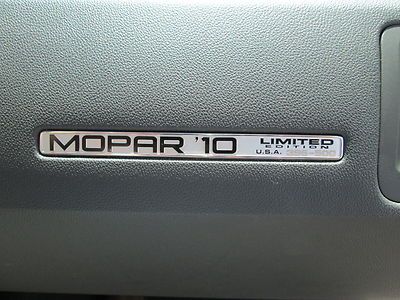 MOPAR '10
LIMITED
EDITION
U.S.A.